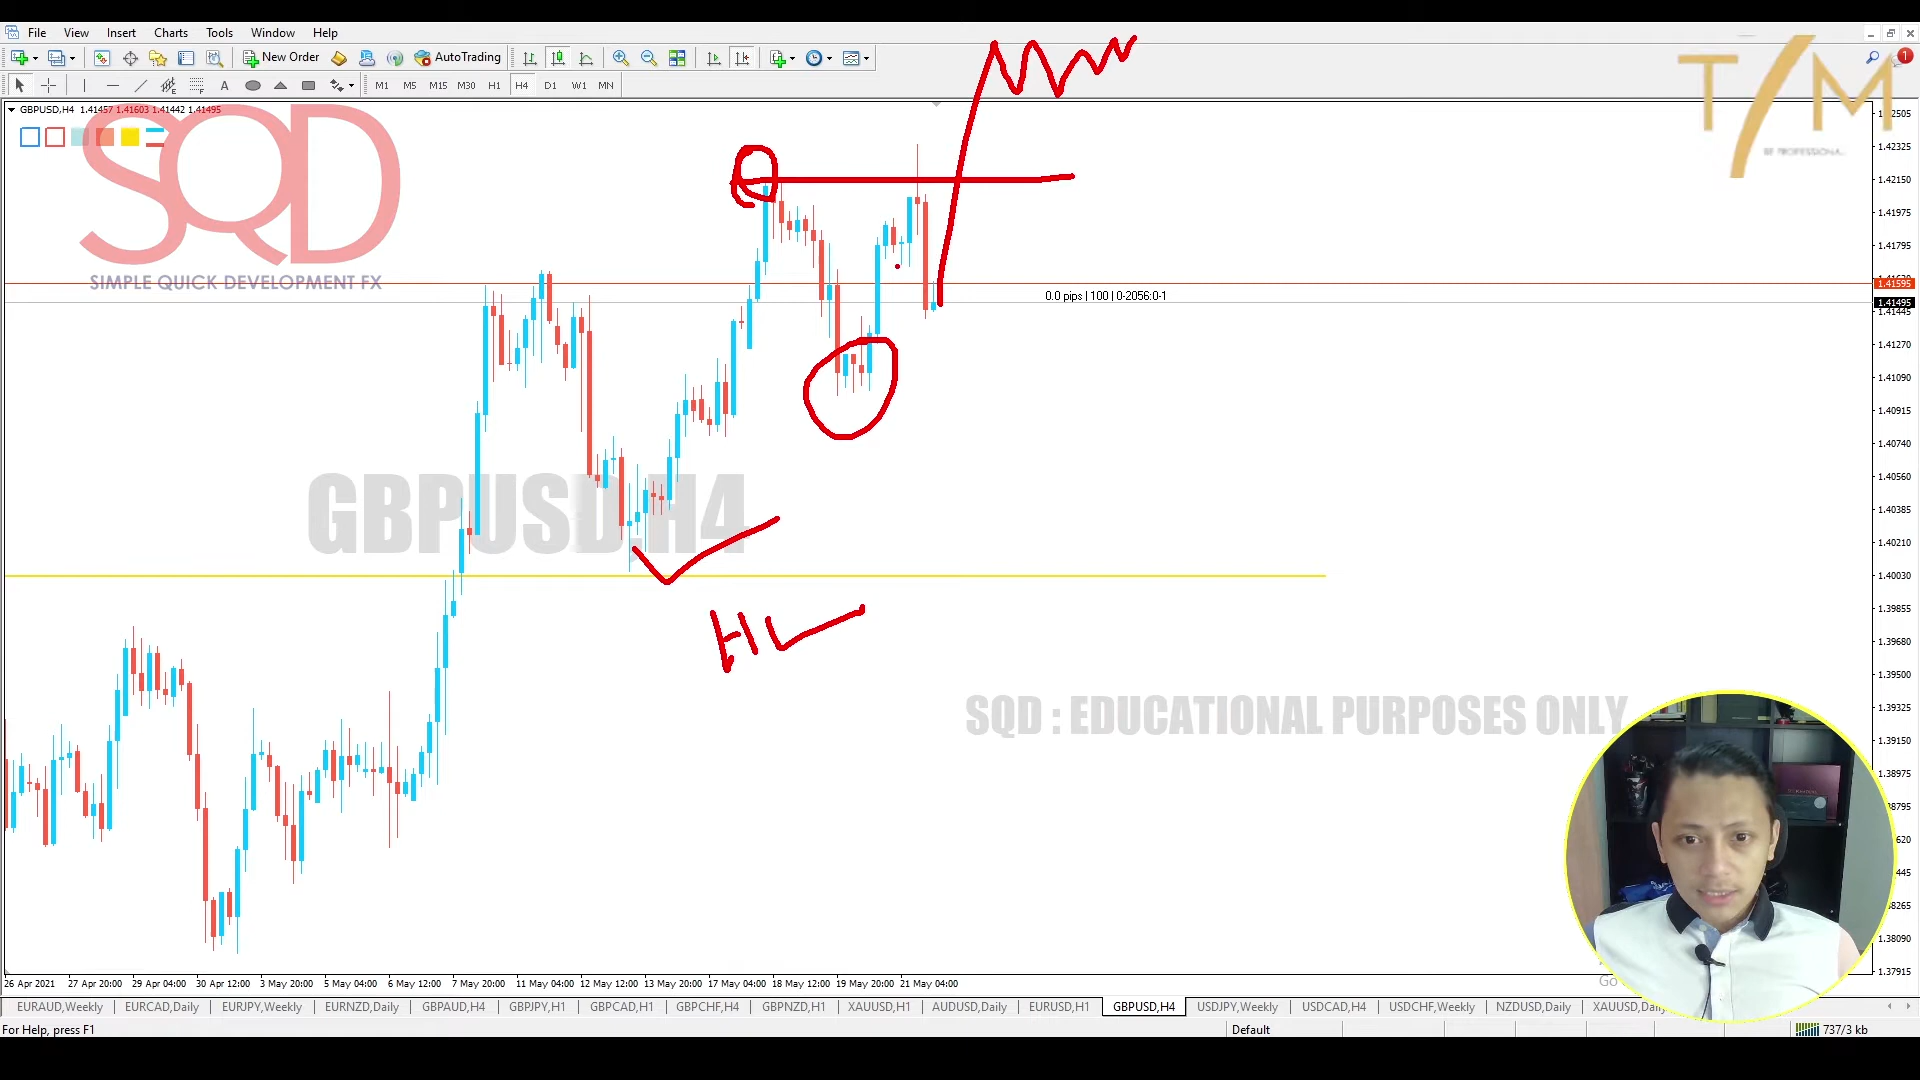 File View Insert Charts Tools Window Help
New Order AutoTrading
A M1 M5 M15 M30 H1 H4 D1 W1 MN
1
T/M
BE PROFESSIONAL
GBPUSD,H4 1.41457 1.41603 1.41442 1.41495
SQD
SIMPLE QUICK DEVELOPMENT FX
0.0 pips | 100 | 0-2056:0-1
GBPUSD,H4
HL
SQD : EDUCATIONAL PURPOSES ONLY
1.42325
1.42150
1.41975
1.41795
1.41595
1.41495
1.41445
1.41270
1.41090
1.40915
1.40740
1.40560
1.40385
1.40210
1.40030
1.39855
1.39680
1.39500
1.39325
1.39150
1.38975
1.38090
1.37915
26 Apr 2021 27 Apr 20:00 29 Apr 04:00 30 Apr 12:00 3 May 20:00 5 May 04:00 6 May 12:00 7 May 20:00 11 May 04:00 12 May 12:00 13 May 20:00 17 May 04:00 18 May 12:00 19 May 20:00 21 May 04:00
EURAUD,Weekly EURCAD,Daily EURJPY,Weekly EURNZD,Daily GBPAUD,H4 GBPJPY,H1 GBPCAD,H1 GBPCHF,H4 GBPNZD,H1 XAUUSD,H1 AUDUSD,Daily EURUSD,H1 GBPUSD,H4 USDJPY,Weekly USDCAD,H4 USDCHF,Weekly NZDUSD,Daily XAUUSD,Daily
For Help, press F1 Default 737/3 kb